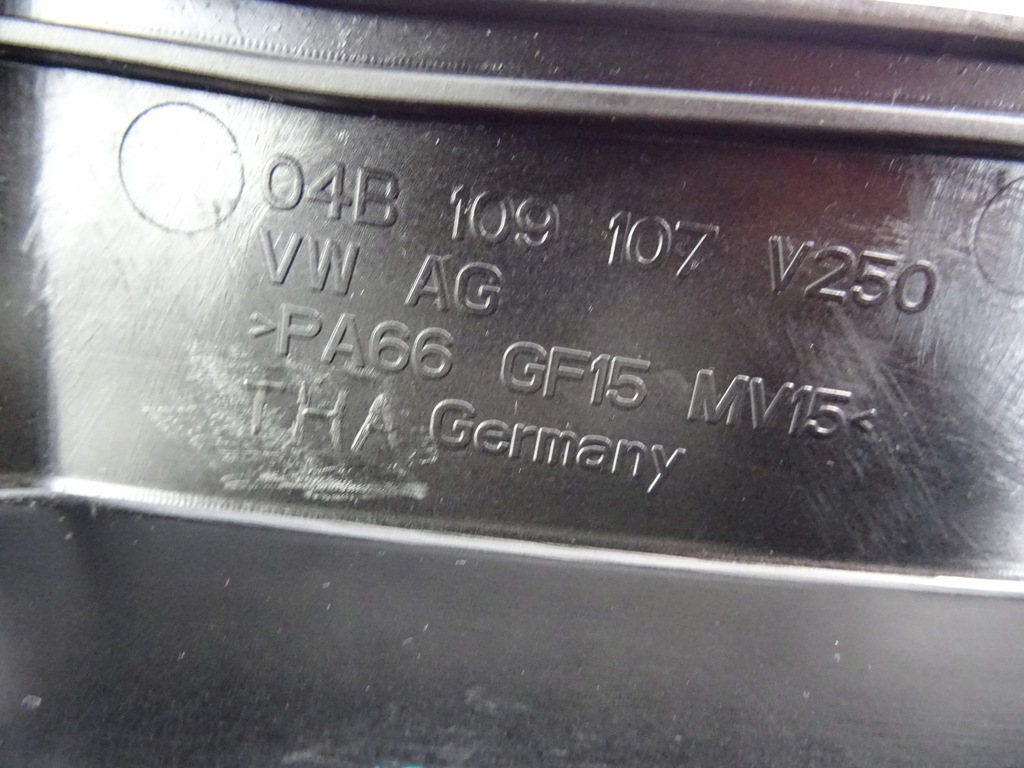 04B 109 107 V250
VW AG
>PA66 GF15 MV15<
THA Germany